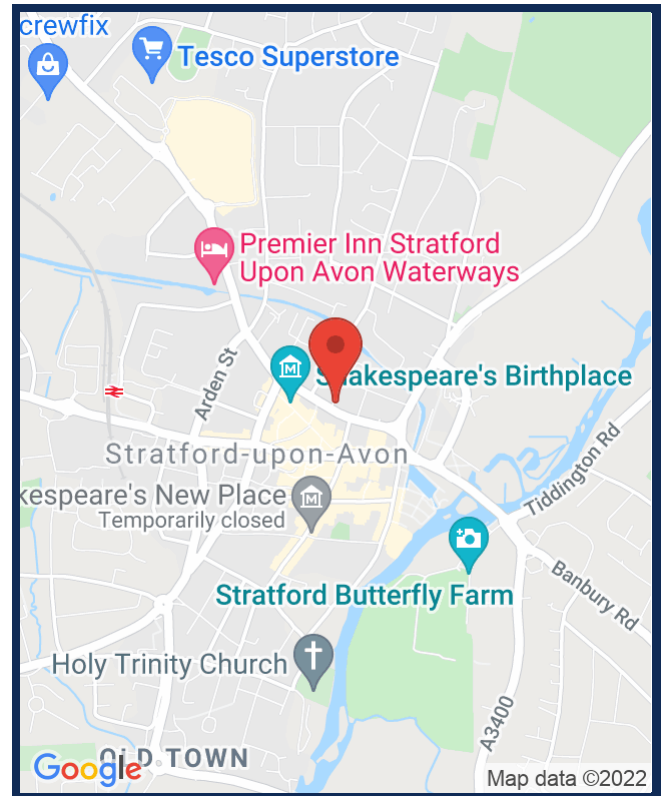 crewfix
Tesco Superstore
Premier Inn Stratford
Upon Avon Waterways
Arden St
Shakespeare's Birthplace
Stratford-upon-Avon
Tiddington Rd
kespeare's New Place
Temporarily closed
Banbury Rd
Stratford Butterfly Farm
Holy Trinity Church
A3400
OLD TOWN
Google
Map data ©2022